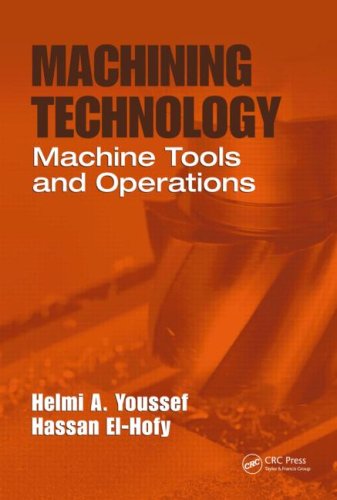 MACHINING
TECHNOLOGY
Machine Tools
and Operations
Helmi A. Youssef
Hassan El-Hofy
CRC
CRC Press
Taylor & Francis Group